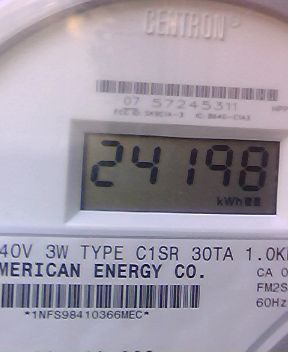 CENTRON
07 57245311
24198
kWh
40V 3W TYPE C1SR 30TA 1.0K
MERICAN ENERGY CO.
CA 0
FM2S
*1NFS98410366MEC*
60Hz